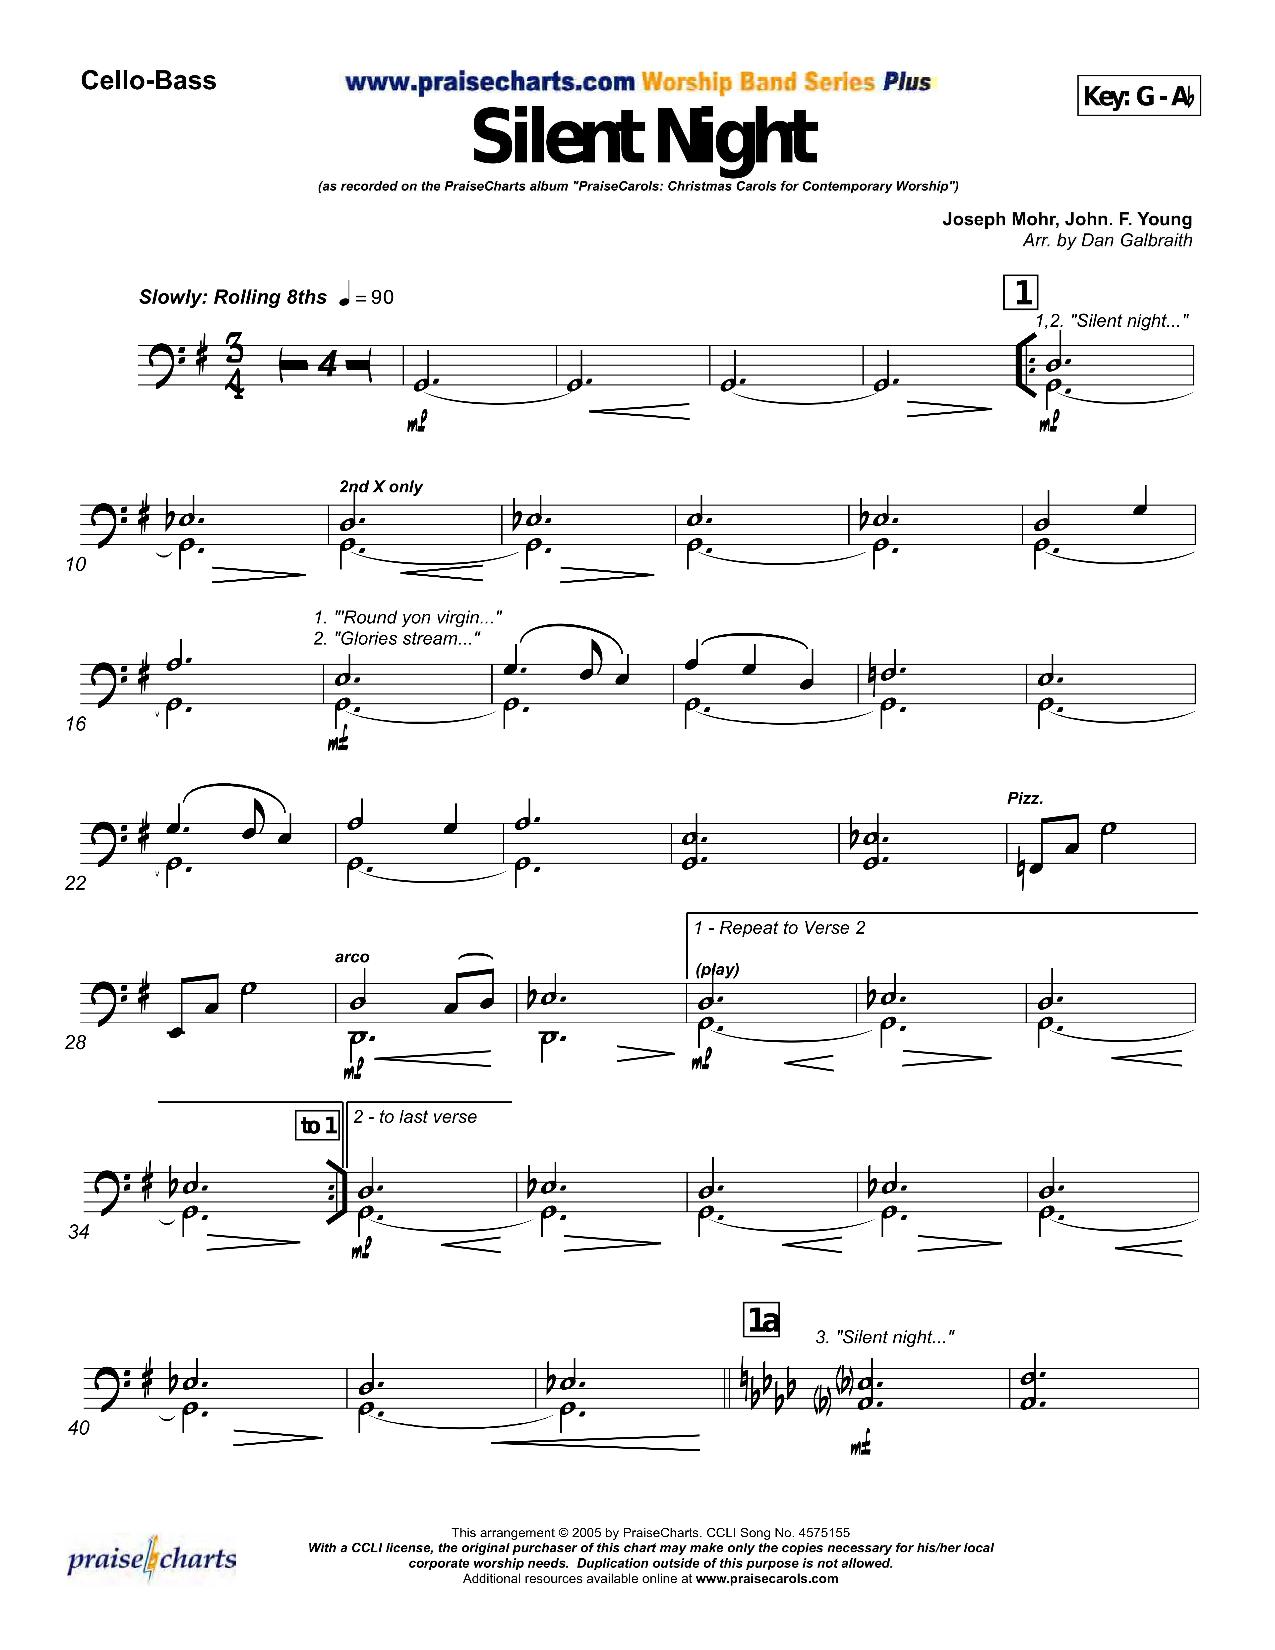 Cello-Bass
www.praisecharts.com Worship Band Series Plus
Key: G - A♭
Silent Night
(as recorded on the PraiseCharts album "PraiseCarols: Christmas Carols for Contemporary Worship")
Joseph Mohr, John. F. Young
Arr. by Dan Galbraith
Slowly: Rolling 8ths ♩ = 90
1
1,2. "Silent night..."
3
4
4
mf
mf
2nd X only
10
1. "'Round yon virgin..."
2. "Glories stream..."
16
mf
Pizz.
22
1 - Repeat to Verse 2
arco
(play)
28
mf
mf
to 1
2 - to last verse
34
mf
1a
3. "Silent night..."
40
mf
This arrangement © 2005 by PraiseCharts. CCLI Song No. 4575155
With a CCLI license, the original purchaser of this chart may make only the copies necessary for his/her local
corporate worship needs. Duplication outside of this purpose is not allowed.
Additional resources available online at www.praisecarols.com
praisecharts